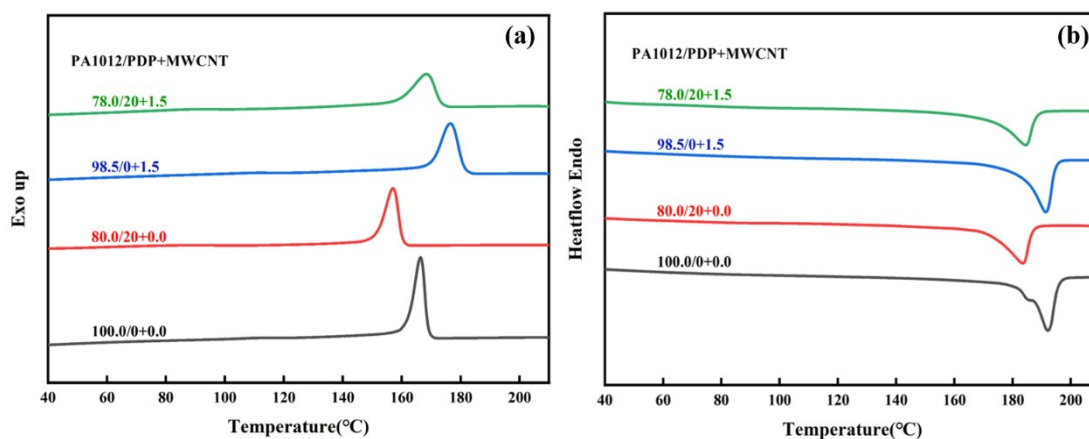 (a)
PA1012/PDP+MWCNT
78.0/20+1.5
98.5/0+1.5
80.0/20+0.0
100.0/0+0.0
Exo up
40 60 80 100 120 140 160 180 200
Temperature(°C)
(b)
PA1012/PDP+MWCNT
78.0/20+1.5
98.5/0+1.5
80.0/20+0.0
100.0/0+0.0
Heatflow Endo
40 60 80 100 120 140 160 180 200
Temperature(°C)